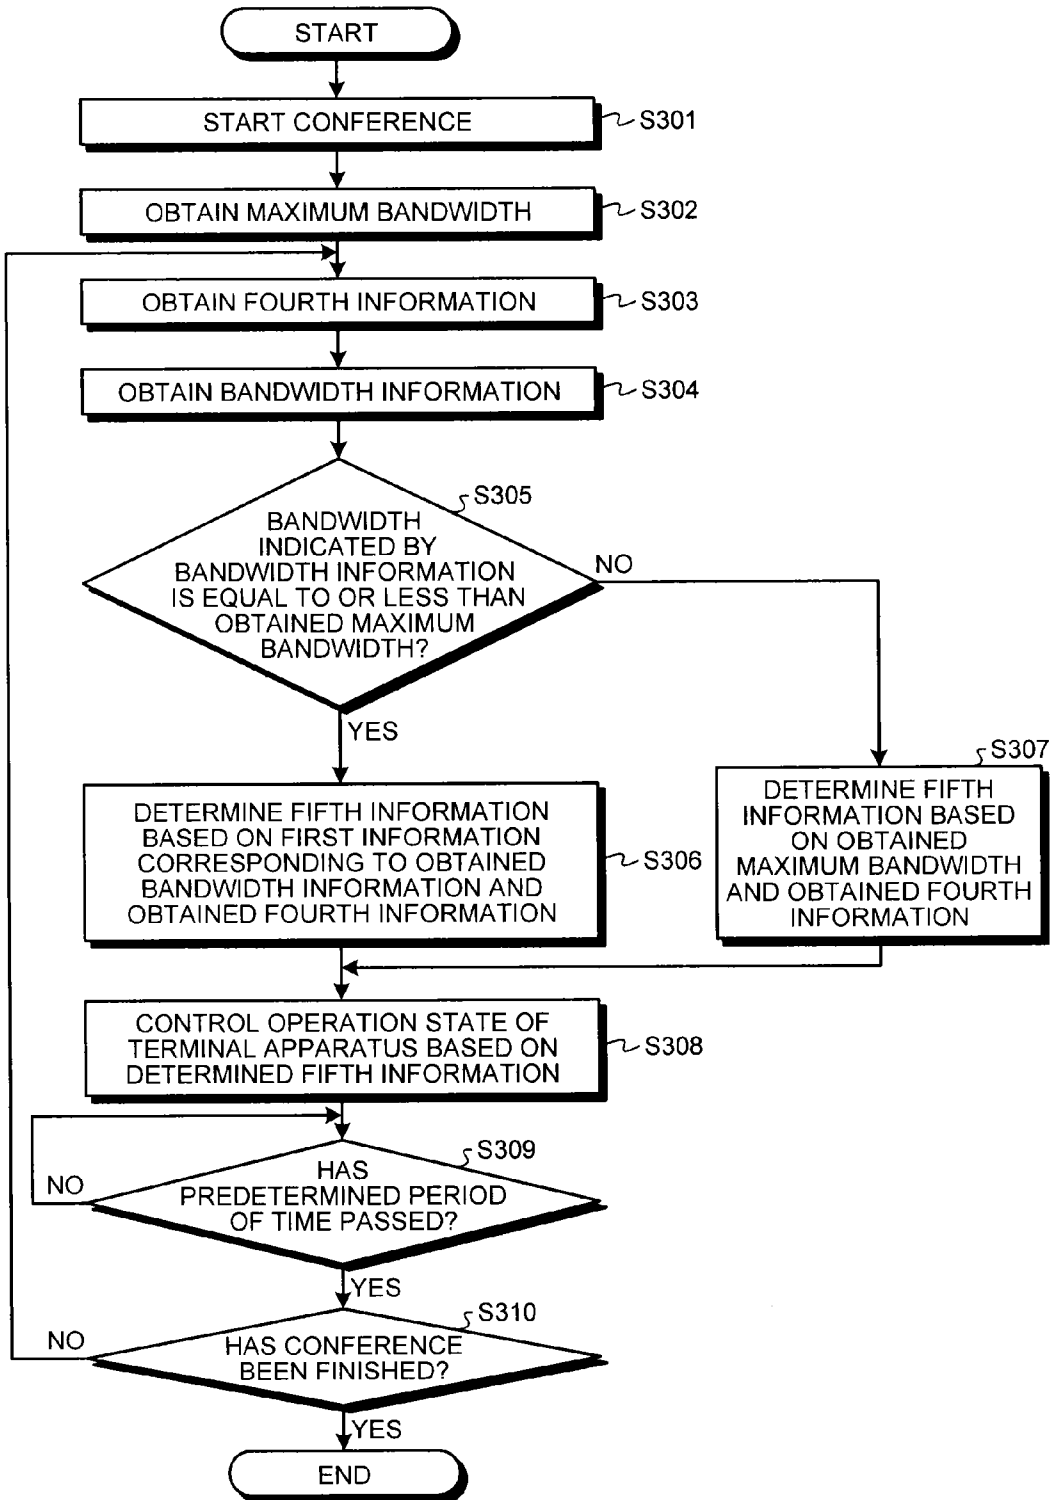 START
START CONFERENCE
S301
OBTAIN MAXIMUM BANDWIDTH
S302
OBTAIN FOURTH INFORMATION
S303
OBTAIN BANDWIDTH INFORMATION
S304
S305
BANDWIDTH
INDICATED BY
BANDWIDTH INFORMATION
IS EQUAL TO OR LESS THAN
OBTAINED MAXIMUM
BANDWIDTH?
NO
YES
DETERMINE FIFTH INFORMATION
BASED ON FIRST INFORMATION
CORRESPONDING TO OBTAINED
BANDWIDTH INFORMATION AND
OBTAINED FOURTH INFORMATION
S306
S307
DETERMINE FIFTH
INFORMATION BASED
ON OBTAINED
MAXIMUM BANDWIDTH
AND OBTAINED FOURTH
INFORMATION
CONTROL OPERATION STATE OF
TERMINAL APPARATUS BASED ON
DETERMINED FIFTH INFORMATION
S308
S309
HAS
PREDETERMINED PERIOD
OF TIME PASSED?
NO
YES
S310
HAS CONFERENCE
BEEN FINISHED?
NO
YES
END